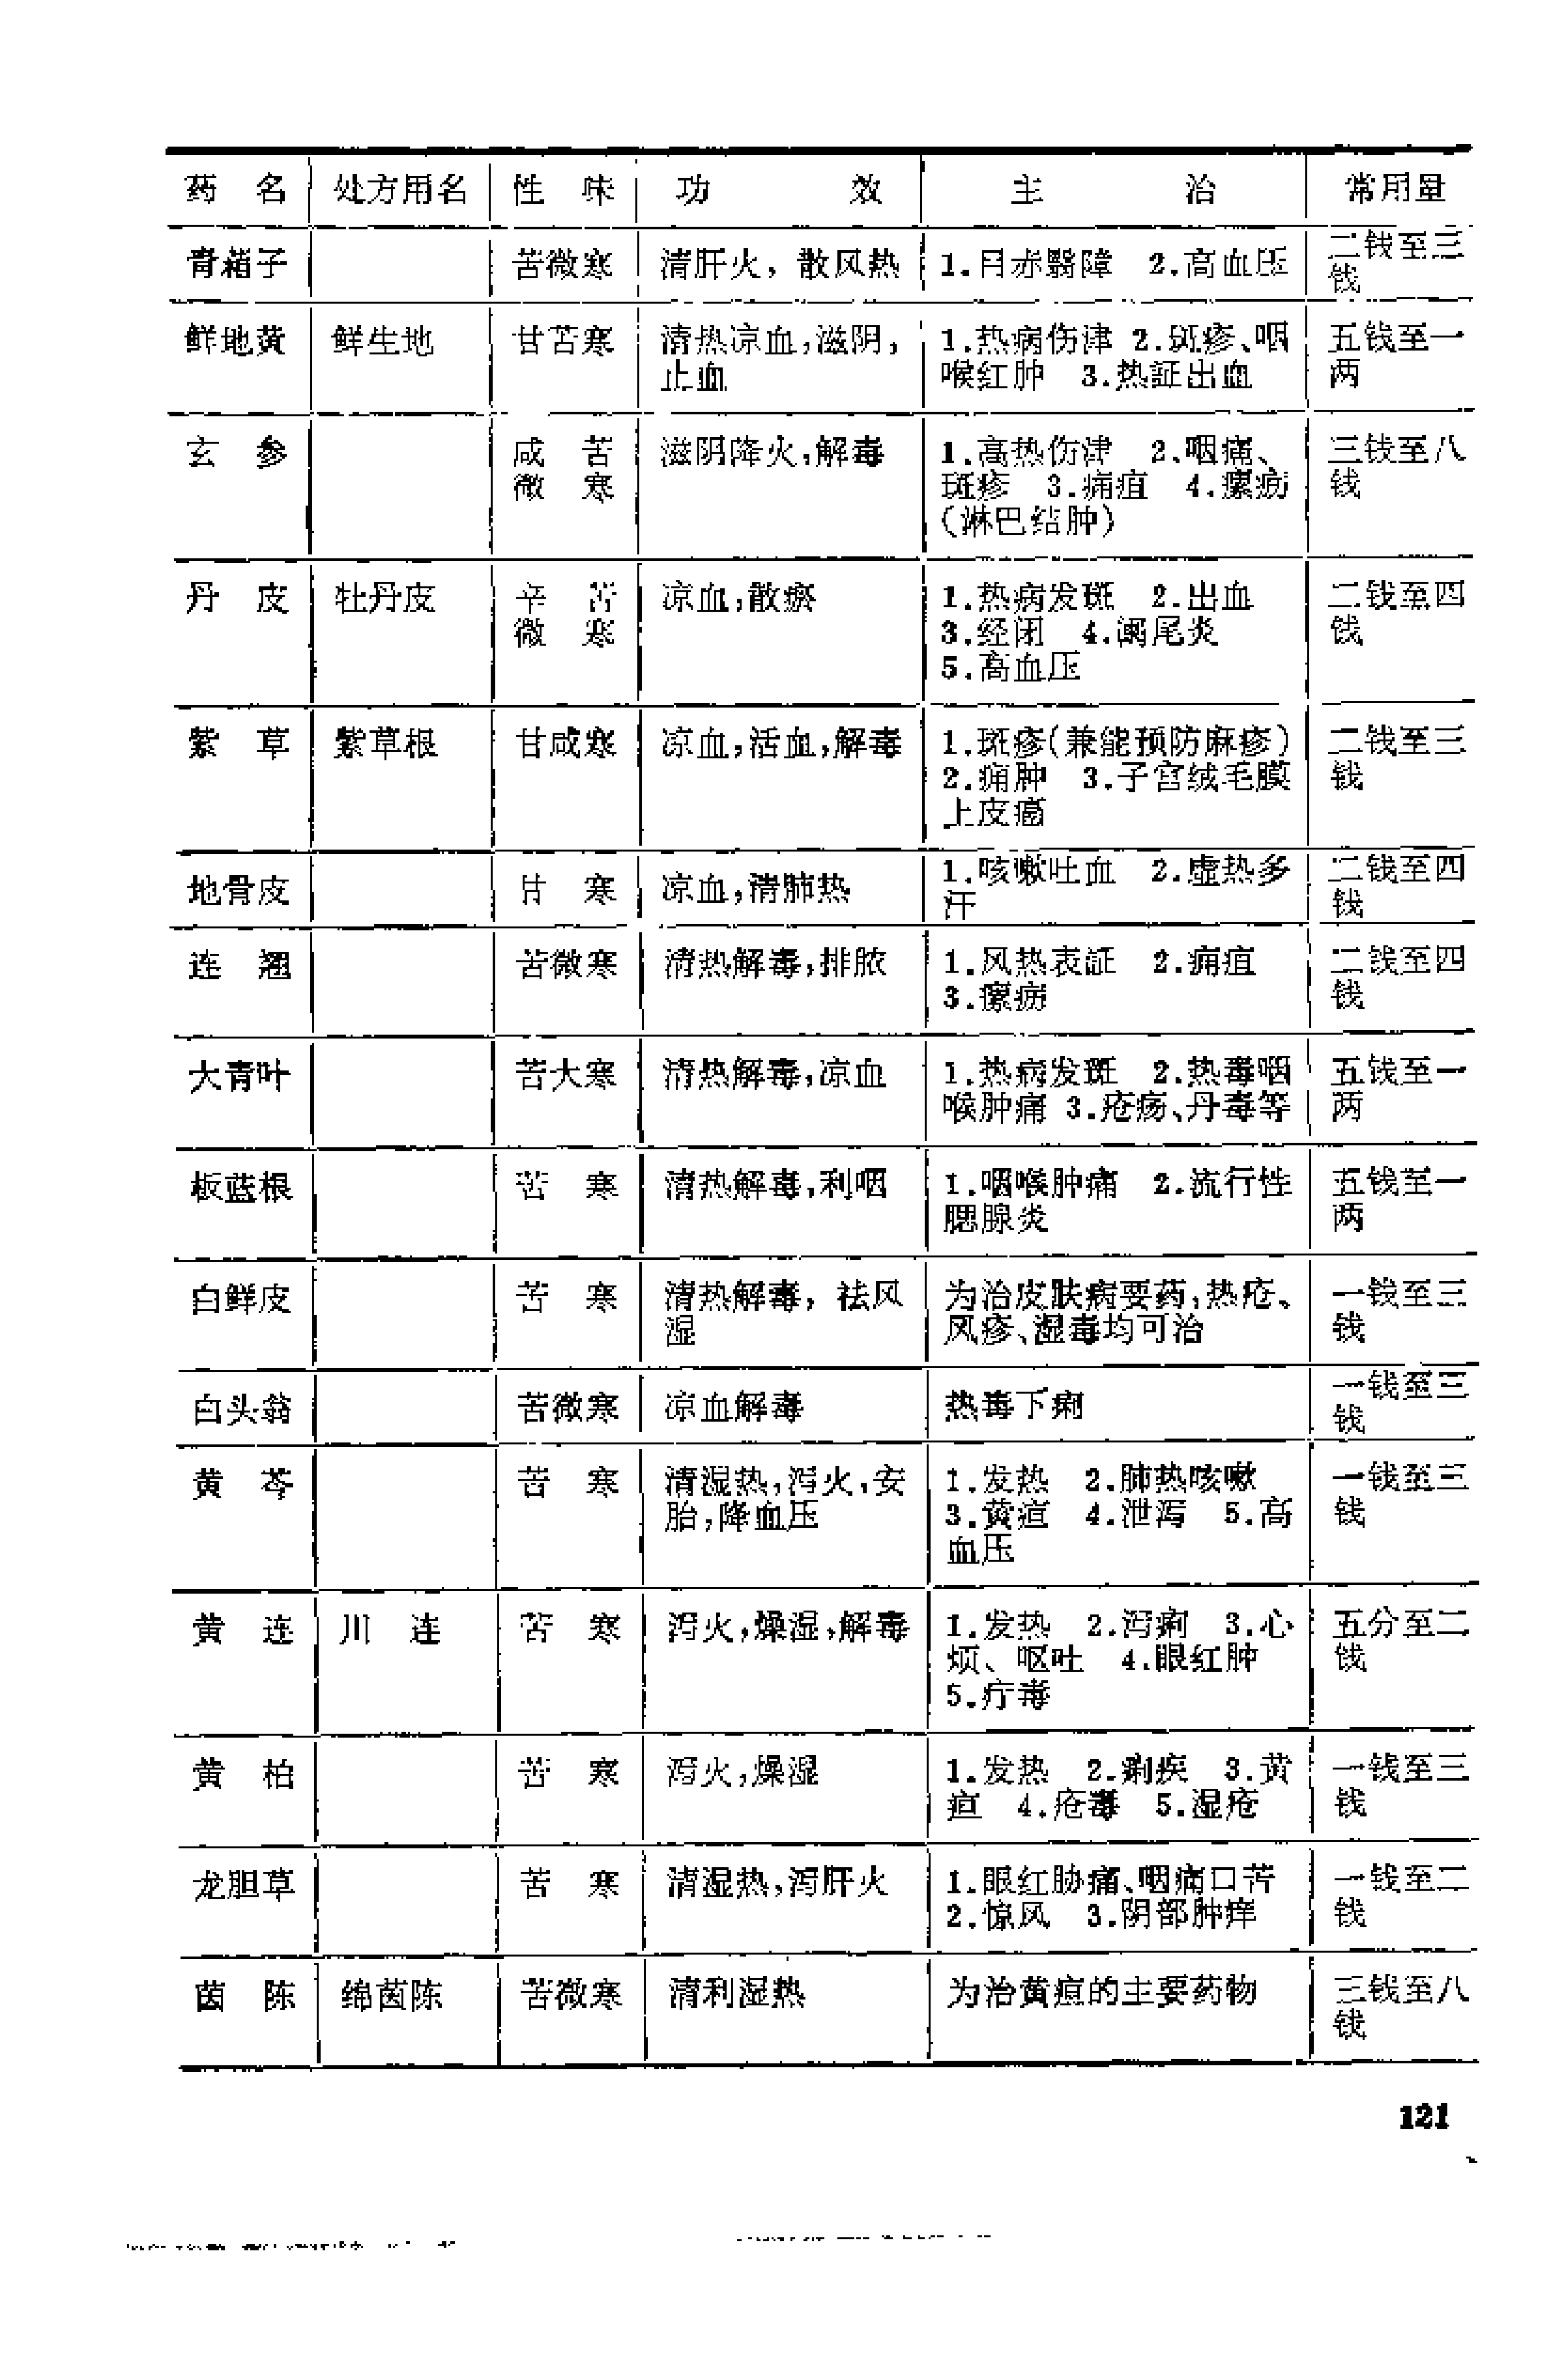 药 名 处方用名 性 味 功 效 主 治 常用量
青葙子 苦微寒 清肝火，散风热 1.目赤翳障 2.高血压 二钱至三
钱
鲜地黄 鲜生地 甘苦寒 清热凉血，滋阴， 1.热病伤津 2.斑疹、咽 五钱至一
止血 喉红肿 3.热証出血 两
玄 参 咸 苦 滋阴降火，解毒 1.高热伤津 2.咽痛、 三钱至八
微 寒 斑疹 3.痈疽 4.瘰疬 钱
（淋巴结肿）
丹 皮 牡丹皮 辛 苦 凉血，散瘀 1.热病发斑 2.出血 二钱至四
微 寒 3.经闭 4.阑尾炎 钱
5.高血压
紫 草 紫草根 甘咸寒 凉血，活血，解毒 1.斑疹（兼能预防麻疹） 二钱至三
2.痈肿 3.子宫绒毛膜 钱
上皮癌
地骨皮 甘 寒 凉血，清肺热 1.咳嗽吐血 2.虚热多 二钱至四
汗 钱
连 翘 苦微寒 清热解毒，排脓 1.风热表証 2.痈疽 二钱至四
3.瘰疬 钱
大青叶 苦大寒 清热解毒，凉血 1.热病发斑 2.热毒咽 五钱至一
喉肿痛 3.疮疡、丹毒等 两
板蓝根 苦 寒 清热解毒，利咽 1.咽喉肿痛 2.流行性 五钱至一
腮腺炎 两
白鲜皮 苦 寒 清热解毒，祛风 为治皮肤病要药，热疮、 一钱至三
湿 风疹、湿毒均可治 钱
白头翁 苦微寒 凉血解毒 热毒下痢 一钱至三
钱
黄 芩 苦 寒 清湿热，泻火，安 1.发热 2.肺热咳嗽 一钱至三
胎，降血压 3.黄疸 4.泄泻 5.高 钱
血压
黄 连 川 连 苦 寒 泻火，燥湿，解毒 1.发热 2.泻痢 3.心 五分至二
烦、呕吐 4.眼红肿 钱
5.疔毒
黄 柏 苦 寒 泻火，燥湿 1.发热 2.痢疾 3.黄 一钱至三
疸 4.疮毒 5.湿疮 钱
龙胆草 苦 寒 清湿热，泻肝火 1.眼红胁痛、咽痛口苦 一钱至二
2.惊风 3.阴部肿痒 钱
茵 陈 绵茵陈 苦微寒 清利湿热 为治黄疸的主要药物 三钱至八
钱
121